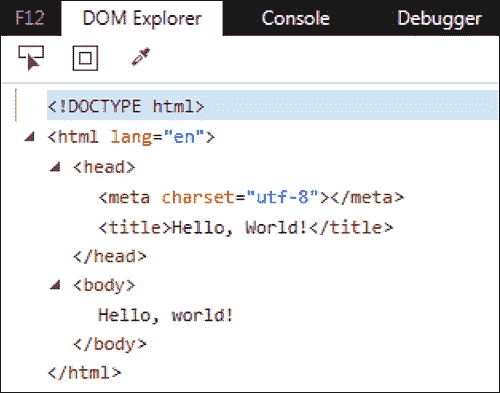 F12 DOM Explorer Console Debugger
<!DOCTYPE html>
<html lang="en">
<head>
<meta charset="utf-8"></meta>
<title>Hello, World!</title>
</head>
<body>
Hello, world!
</body>
</html>